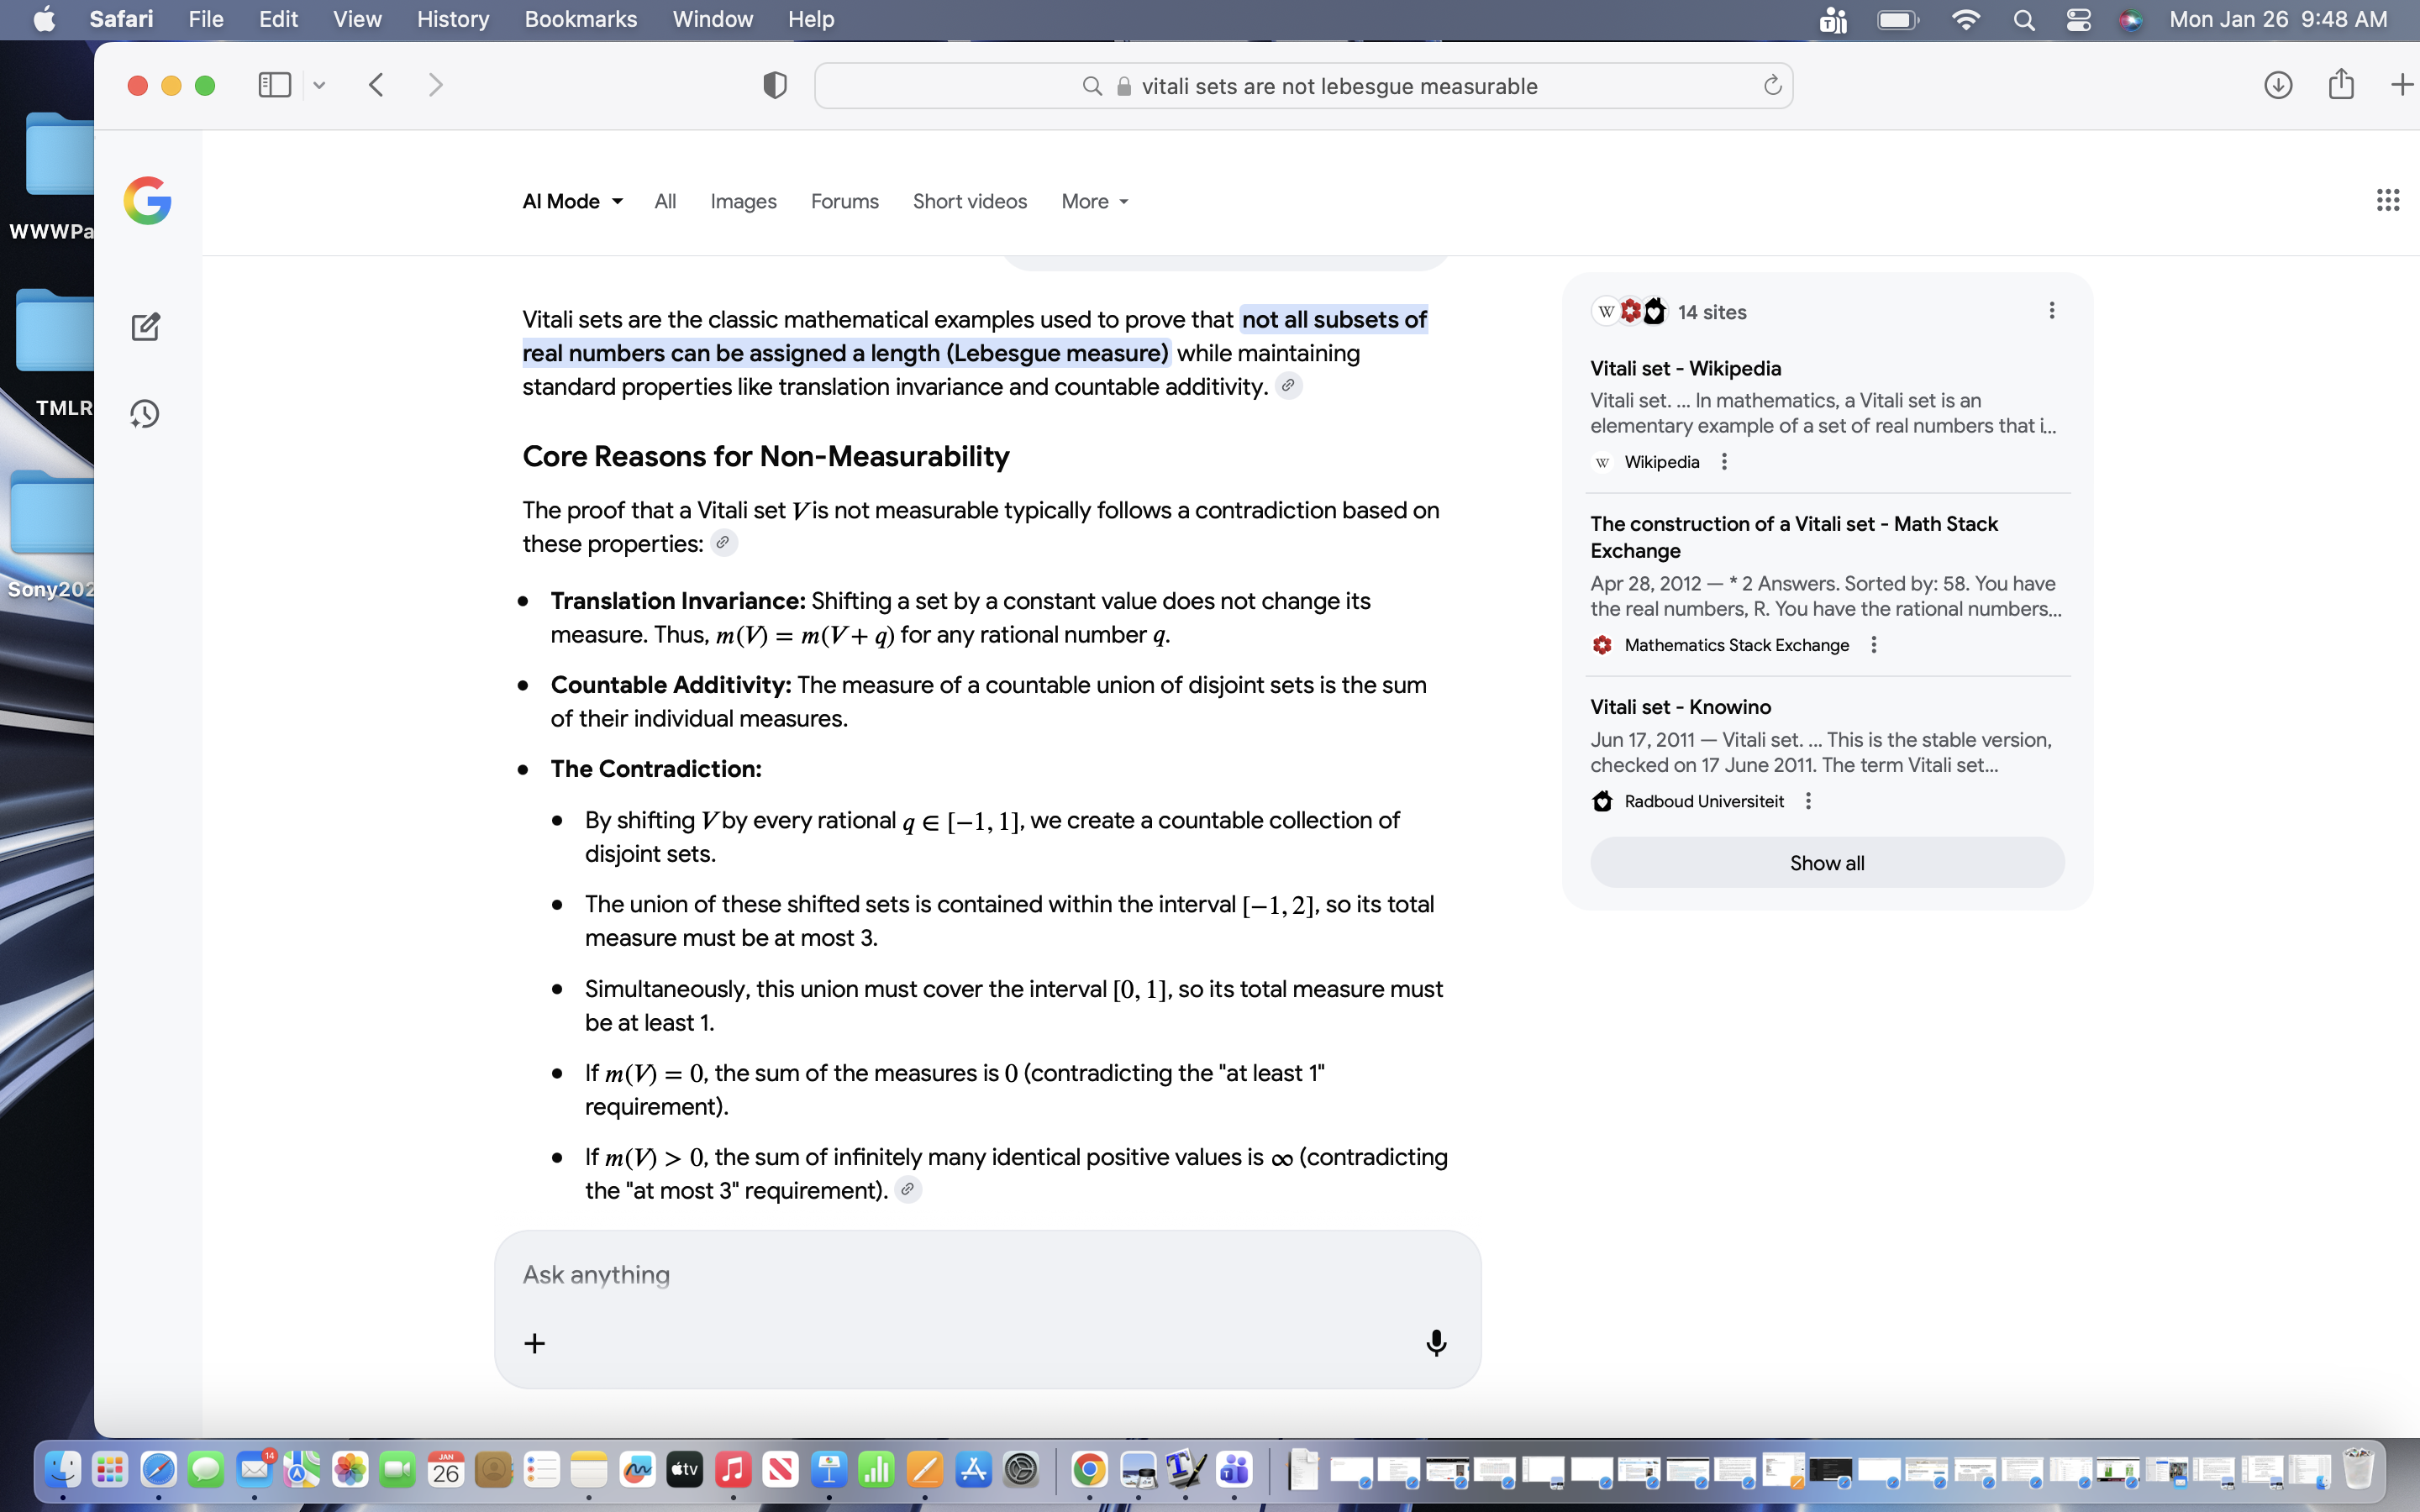 Safari File Edit View History Bookmarks Window Help
Mon Jan 26 9:48 AM
vitali sets are not lebesgue measurable
WWWPa
TMLR
Sony202
AI Mode All Images Forums Short videos More
Vitali sets are the classic mathematical examples used to prove that not all subsets of
real numbers can be assigned a length (Lebesgue measure) while maintaining
standard properties like translation invariance and countable additivity.
Core Reasons for Non-Measurability
The proof that a Vitali set V is not measurable typically follows a contradiction based on
these properties:
• Translation Invariance: Shifting a set by a constant value does not change its
measure. Thus, m(V) = m(V + q) for any rational number q.
• Countable Additivity: The measure of a countable union of disjoint sets is the sum
of their individual measures.
• The Contradiction:
• By shifting V by every rational q ∈ [−1, 1], we create a countable collection of
disjoint sets.
• The union of these shifted sets is contained within the interval [−1, 2], so its total
measure must be at most 3.
• Simultaneously, this union must cover the interval [0, 1], so its total measure must
be at least 1.
• If m(V) = 0, the sum of the measures is 0 (contradicting the "at least 1"
requirement).
• If m(V) > 0, the sum of infinitely many identical positive values is ∞ (contradicting
the "at most 3" requirement).
Ask anything
W
14 sites
Vitali set - Wikipedia
Vitali set. ... In mathematics, a Vitali set is an
elementary example of a set of real numbers that i...
W Wikipedia
The construction of a Vitali set - Math Stack
Exchange
Apr 28, 2012 — * 2 Answers. Sorted by: 58. You have
the real numbers, R. You have the rational numbers...
Mathematics Stack Exchange
Vitali set - Knowino
Jun 17, 2011 — Vitali set. ... This is the stable version,
checked on 17 June 2011. The term Vitali set...
Radboud Universiteit
Show all
14
JAN
26
tv